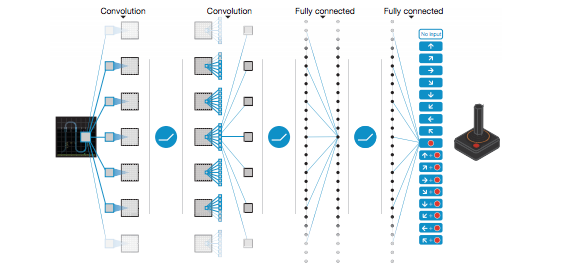 Convolution
Convolution
Fully connected
Fully connected
No input